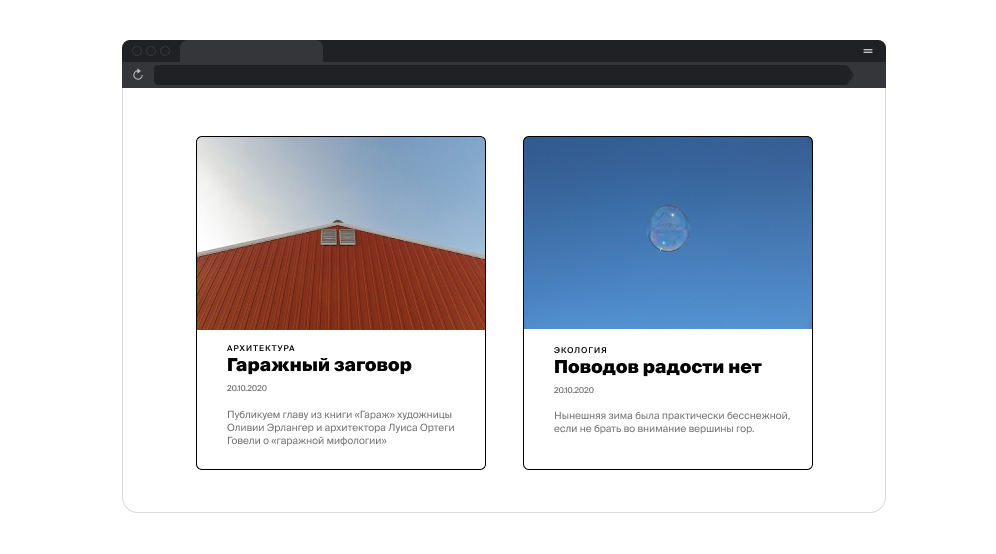 АРХИТЕКТУРА
Гаражный заговор
20.10.2020
Публикуем главу из книги «Гараж» художницы
Оливии Эрлангер и архитектора Луиса Ортеги
Говели о «гаражной мифологии»
ЭКОЛОГИЯ
Поводов радости нет
20.10.2020
Нынешняя зима была практически бесснежной,
если не брать во внимание вершины гор.